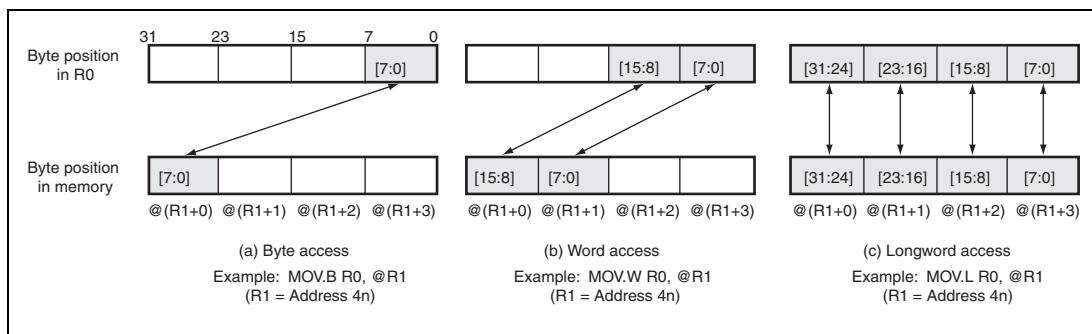 31 23 15 7 0
Byte position
in R0
[7:0]
[15:8] [7:0]
[31:24] [23:16] [15:8] [7:0]
Byte position
in memory
[7:0]
[15:8] [7:0]
[31:24] [23:16] [15:8] [7:0]
@(R1+0) @(R1+1) @(R1+2) @(R1+3)
@(R1+0) @(R1+1) @(R1+2) @(R1+3)
@(R1+0) @(R1+1) @(R1+2) @(R1+3)
(a) Byte access
Example: MOV.B R0, @R1
(R1 = Address 4n)
(b) Word access
Example: MOV.W R0, @R1
(R1 = Address 4n)
(c) Longword access
Example: MOV.L R0, @R1
(R1 = Address 4n)